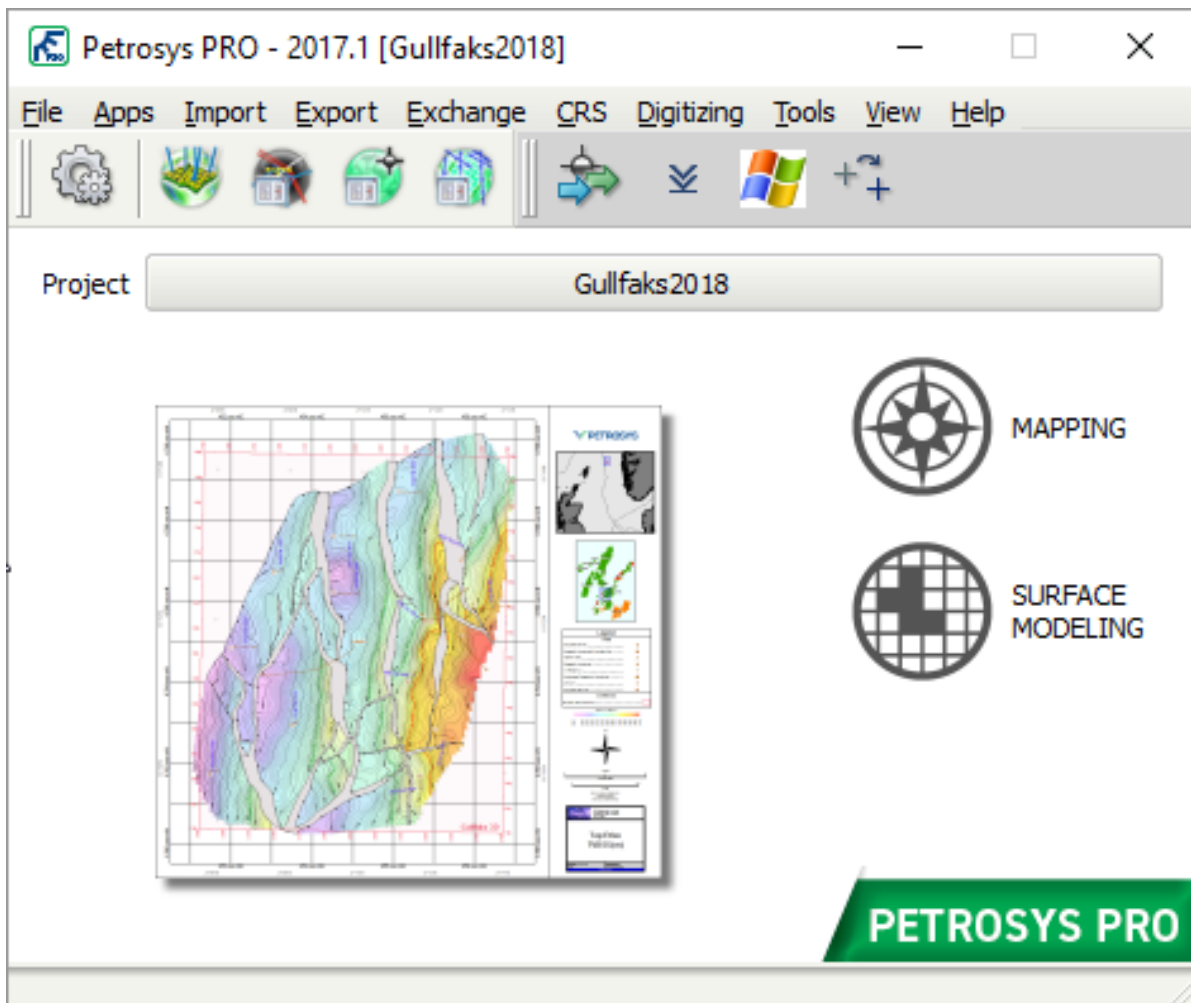 Petrosys PRO - 2017.1 [Gullfaks2018]
File Apps Import Export Exchange CRS Digitizing Tools View Help
Project Gullfaks2018
PETROSYS
MAPPING
SURFACE
MODELING
PETROSYS PRO